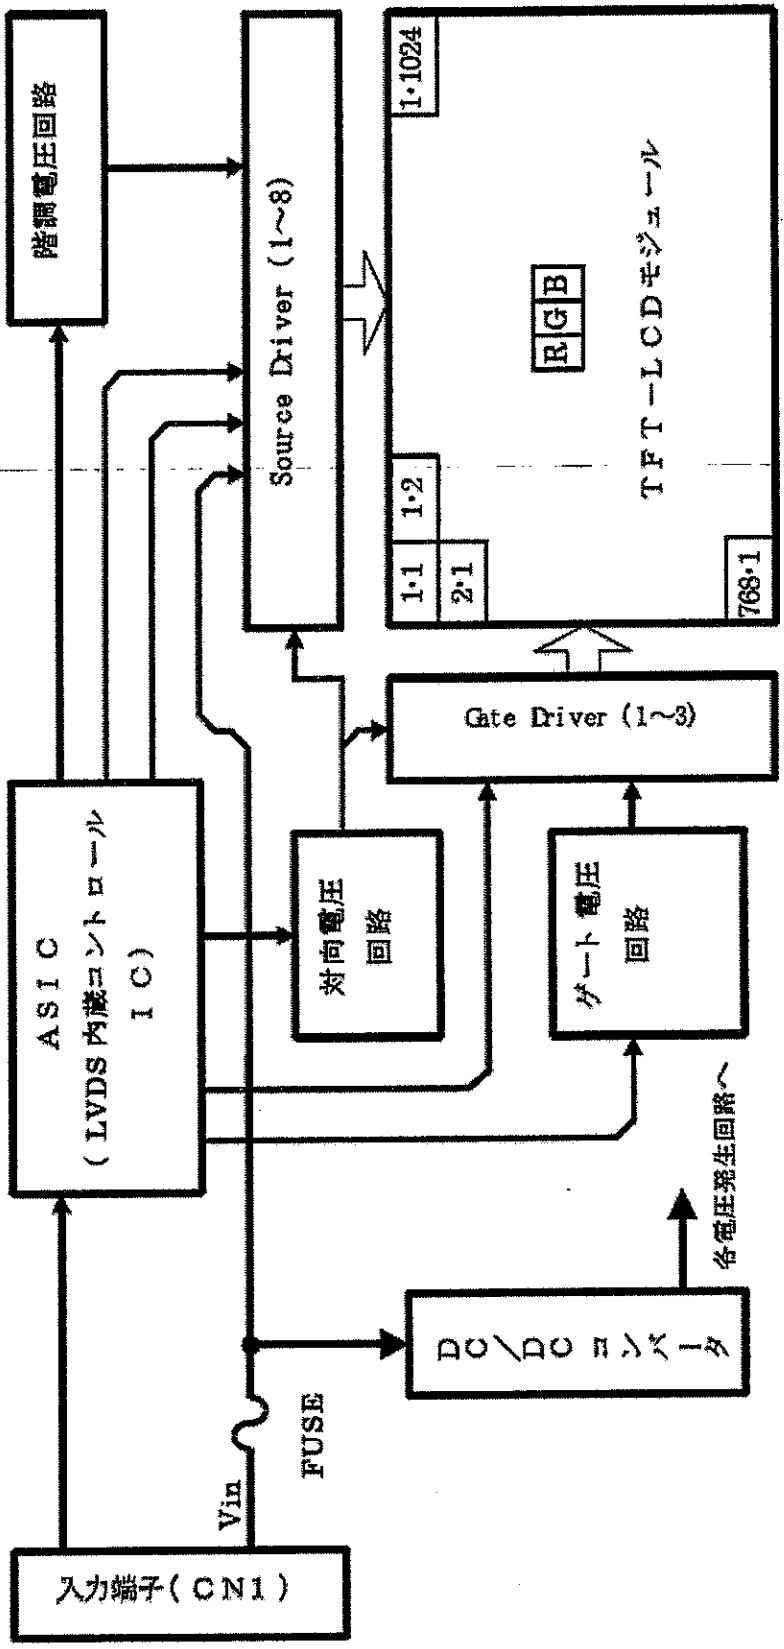 入力端子(CN1)
Vin
FUSE
DC/DCコンバータ
各電圧発生回路へ
ASIC
(LVDS内蔵コントロール
IC)
対向電圧
回路
ゲート電圧
回路
階調電圧回路
Source Driver (1～8)
Gate Driver (1～3)
1・1
1・2
1・1024
2・1
768・1
R G B
TFT-LCDモジュール